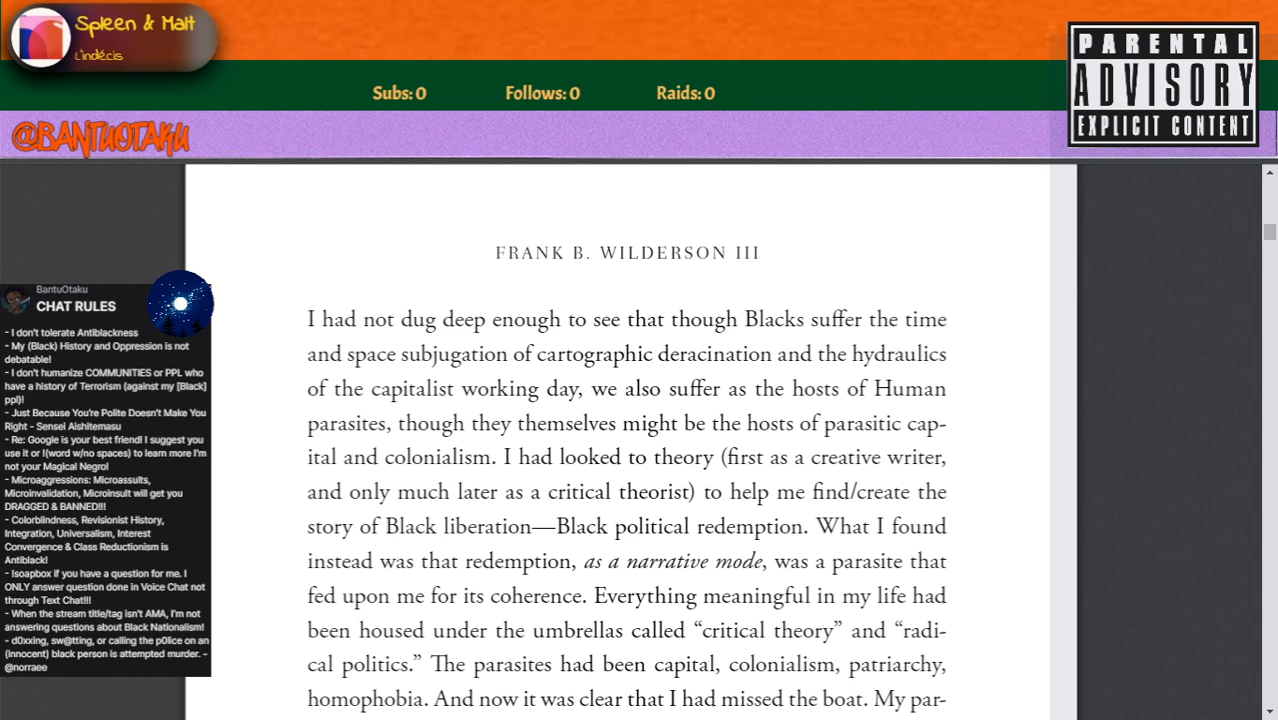 Spleen & Malt
L'indécis
PARENTAL
ADVISORY
EXPLICIT CONTENT
Subs: 0
Follows: 0
Raids: 0
@BANTUOTAKU
FRANK B. WILDERSON III
I had not dug deep enough to see that though Blacks suffer the time
and space subjugation of cartographic deracination and the hydraulics
of the capitalist working day, we also suffer as the hosts of Human
parasites, though they themselves might be the hosts of parasitic cap-
ital and colonialism. I had looked to theory (first as a creative writer,
and only much later as a critical theorist) to help me find/create the
story of Black liberation—Black political redemption. What I found
instead was that redemption, as a narrative mode, was a parasite that
fed upon me for its coherence. Everything meaningful in my life had
been housed under the umbrellas called “critical theory” and “radi-
cal politics.” The parasites had been capital, colonialism, patriarchy,
homophobia. And now it was clear that I had missed the boat. My par-
BantuOtaku
CHAT RULES
- I don't tolerate Antiblackness
- My (Black) History and Oppression is not
debatable!
- I don't humanize COMMUNITIES or PPL who
have a history of Terrorism (against my [Black]
ppl)!
- Just Because You're Polite Doesn't Make You
Right - Sensei Aishitemasu
- Re: Google is your best friend! I suggest you
use it or !(word w/no spaces) to learn more I'm
not your Magical Negro!
- Microaggressions: Microassults,
Microinvalidation, Microinsult will get you
DRAGGED & BANNED!!!
- Colorblindness, Revisionist History,
Integration, Universalism, Interest
Convergence & Class Reductionism is
Antiblack!
- !soapbox if you have a question for me. I
ONLY answer question done in Voice Chat not
through Text Chat!!!
- When the stream title/tag isn't AMA, I'm not
answering questions about Black Nationalism!
- d0xxing, sw@tting, or calling the p0lice on an
(innocent) black person is attempted murder. -
@norraee